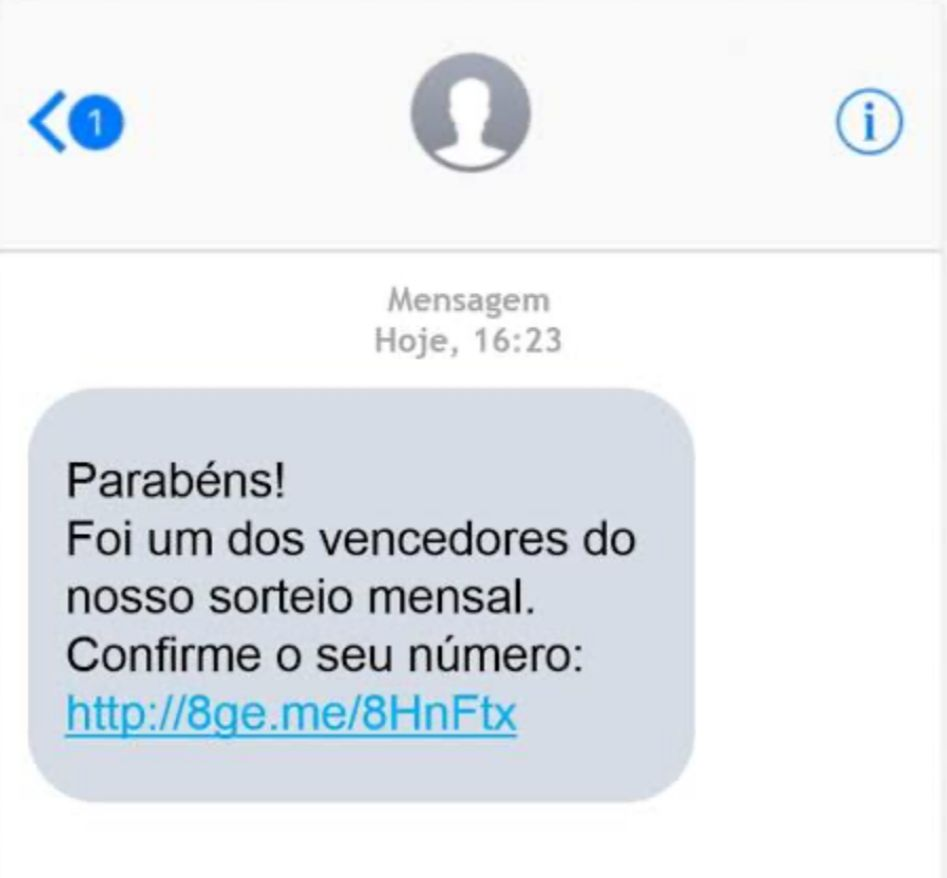 1
i
Mensagem
Hoje, 16:23
Parabéns!
Foi um dos vencedores do
nosso sorteio mensal.
Confirme o seu número:
http://8ge.me/8HnFtx